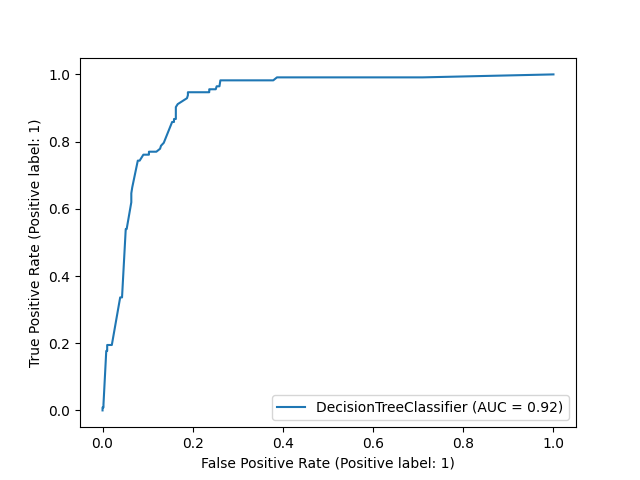 1.0
0.8
0.6
0.4
0.2
0.0
True Positive Rate (Positive label: 1)
DecisionTreeClassifier (AUC = 0.92)
0.0 0.2 0.4 0.6 0.8 1.0
False Positive Rate (Positive label: 1)